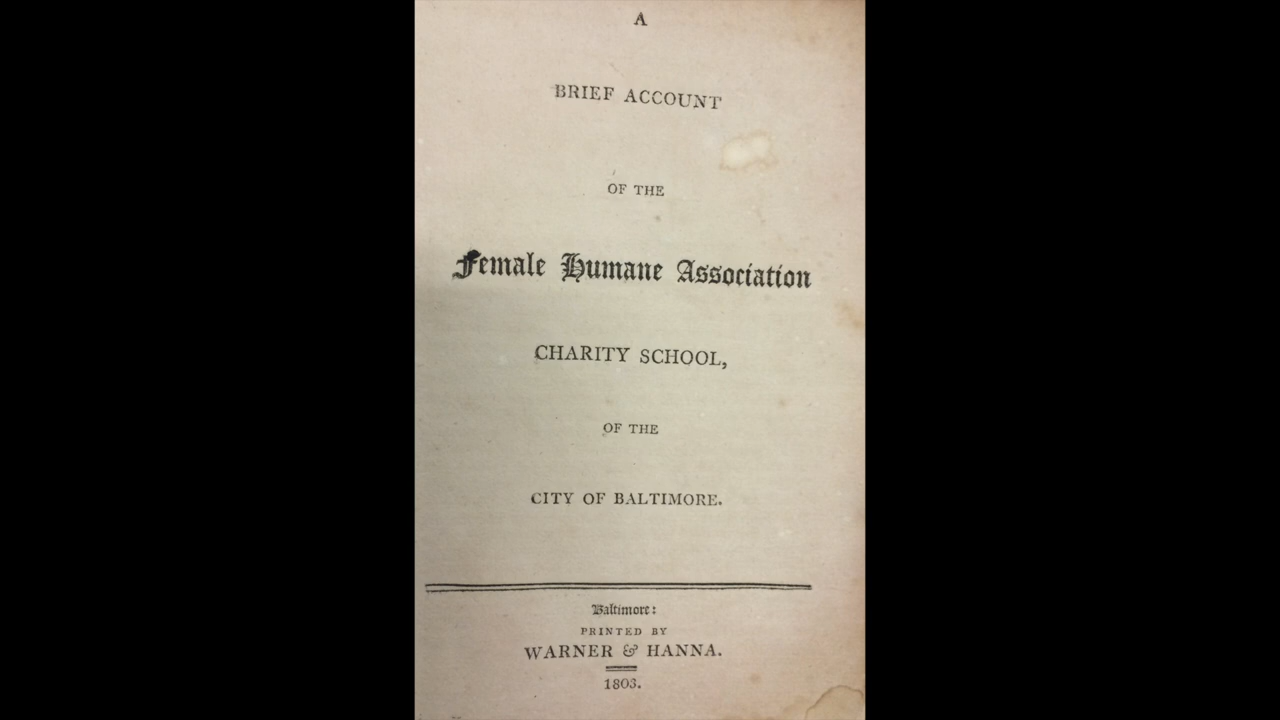 A
BRIEF ACCOUNT
OF THE
Female Humane Association
CHARITY SCHOOL,
OF THE
CITY OF BALTIMORE.
Baltimore:
PRINTED BY
WARNER & HANNA.
1803.